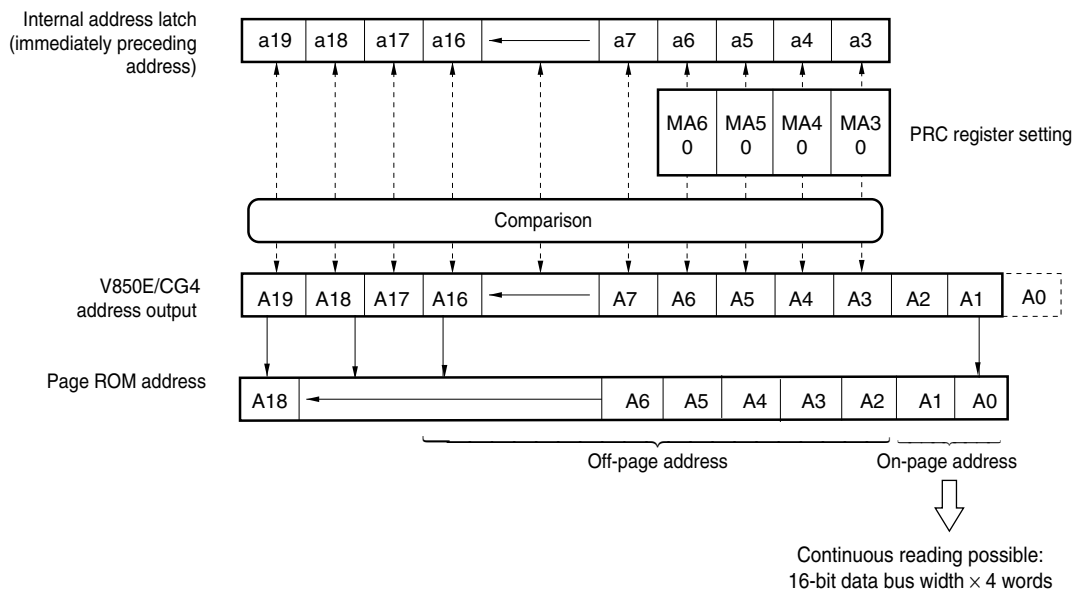 Internal address latch
(immediately preceding
address)
a19 a18 a17 a16 a7 a6 a5 a4 a3
MA6 MA5 MA4 MA3
0 0 0 0
PRC register setting
Comparison
V850E/CG4
address output
A19 A18 A17 A16 A7 A6 A5 A4 A3 A2 A1 A0
Page ROM address
A18 A6 A5 A4 A3 A2 A1 A0
Off-page address
On-page address
Continuous reading possible:
16-bit data bus width × 4 words